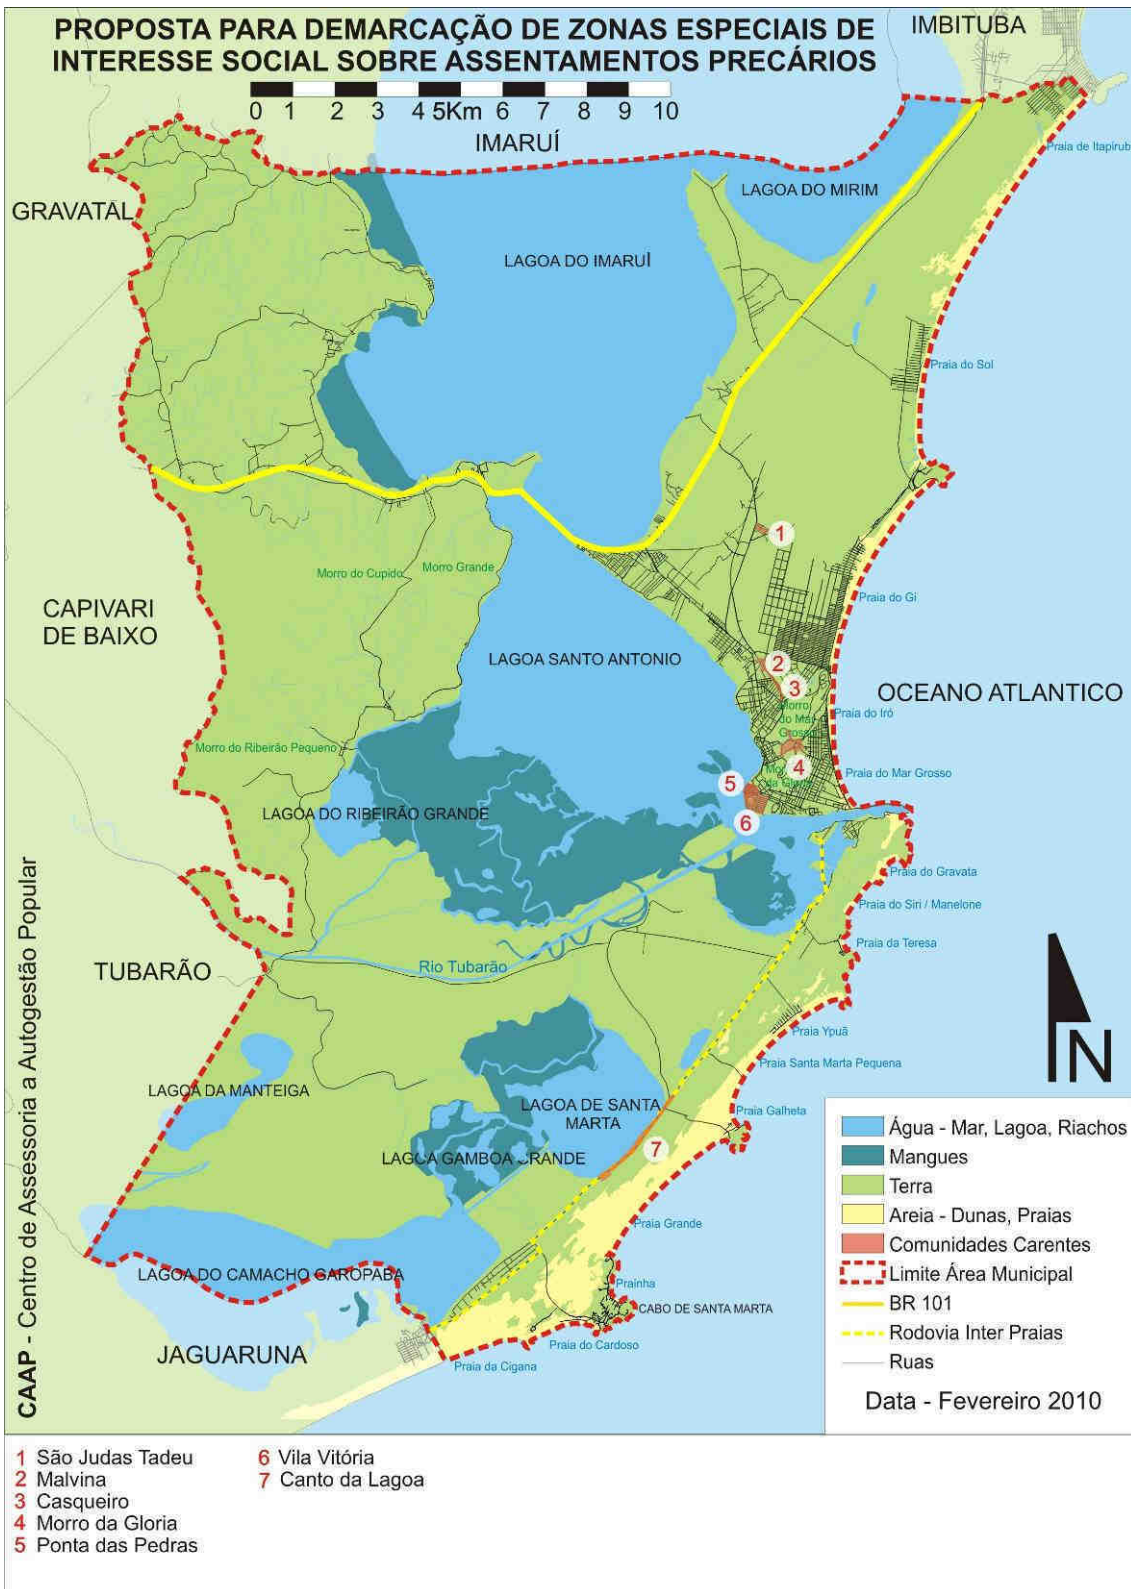 PROPOSTA PARA DEMARCAÇÃO DE ZONAS ESPECIAIS DE
INTERESSE SOCIAL SOBRE ASSENTAMENTOS PRECÁRIOS
0 1 2 3 4 5Km 6 7 8 9 10
IMBITUBA
IMARUÍ
Praia de Itapirub
LAGOA DO MIRIM
GRAVATAL
LAGOA DO IMARUÍ
Praia do Sol
1
Morro do Cupido
Morro Grande
Praia do GI
CAPIVARI
DE BAIXO
LAGOA SANTO ANTONIO
2
3
OCEANO ATLANTICO
Morro
do Mar
Grosso
Praia do Iró
Morro do Ribeirão Pequeno
4
Praia do Mar Grosso
5
LAGOA DO RIBEIRÃO GRANDE
6
Praia do Gravata
Praia do Siri / Manelone
Praia da Teresa
TUBARÃO
Rio Tubarão
Praia Ypuã
Praia Santa Marta Pequena
LAGOA DA MANTEIGA
LAGOA DE SANTA
MARTA
Praia Galheta
7
LAGOA GAMBOA GRANDE
Praia Grande
LAGOA DO CAMACHO GAROPABA
Prainha
CABO DE SANTA MARTA
Praia do Cardoso
JAGUARUNA
Praia da Cigana
CAAP - Centro de Assessoria a Autogestão Popular
N
Água - Mar, Lagoa, Riachos
Mangues
Terra
Areia - Dunas, Praias
Comunidades Carentes
Limite Área Municipal
BR 101
Rodovia Inter Praias
Ruas
Data - Fevereiro 2010
1 São Judas Tadeu
2 Malvina
3 Casqueiro
4 Morro da Gloria
5 Ponta das Pedras
6 Vila Vitória
7 Canto da Lagoa